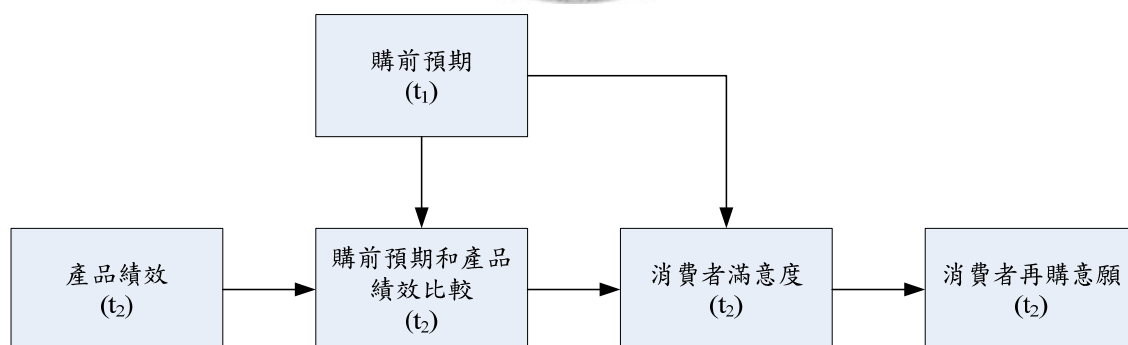 購前預期
(t₁)
產品績效
(t₂)
購前預期和產品
績效比較
(t₂)
消費者滿意度
(t₂)
消費者再購意願
(t₂)